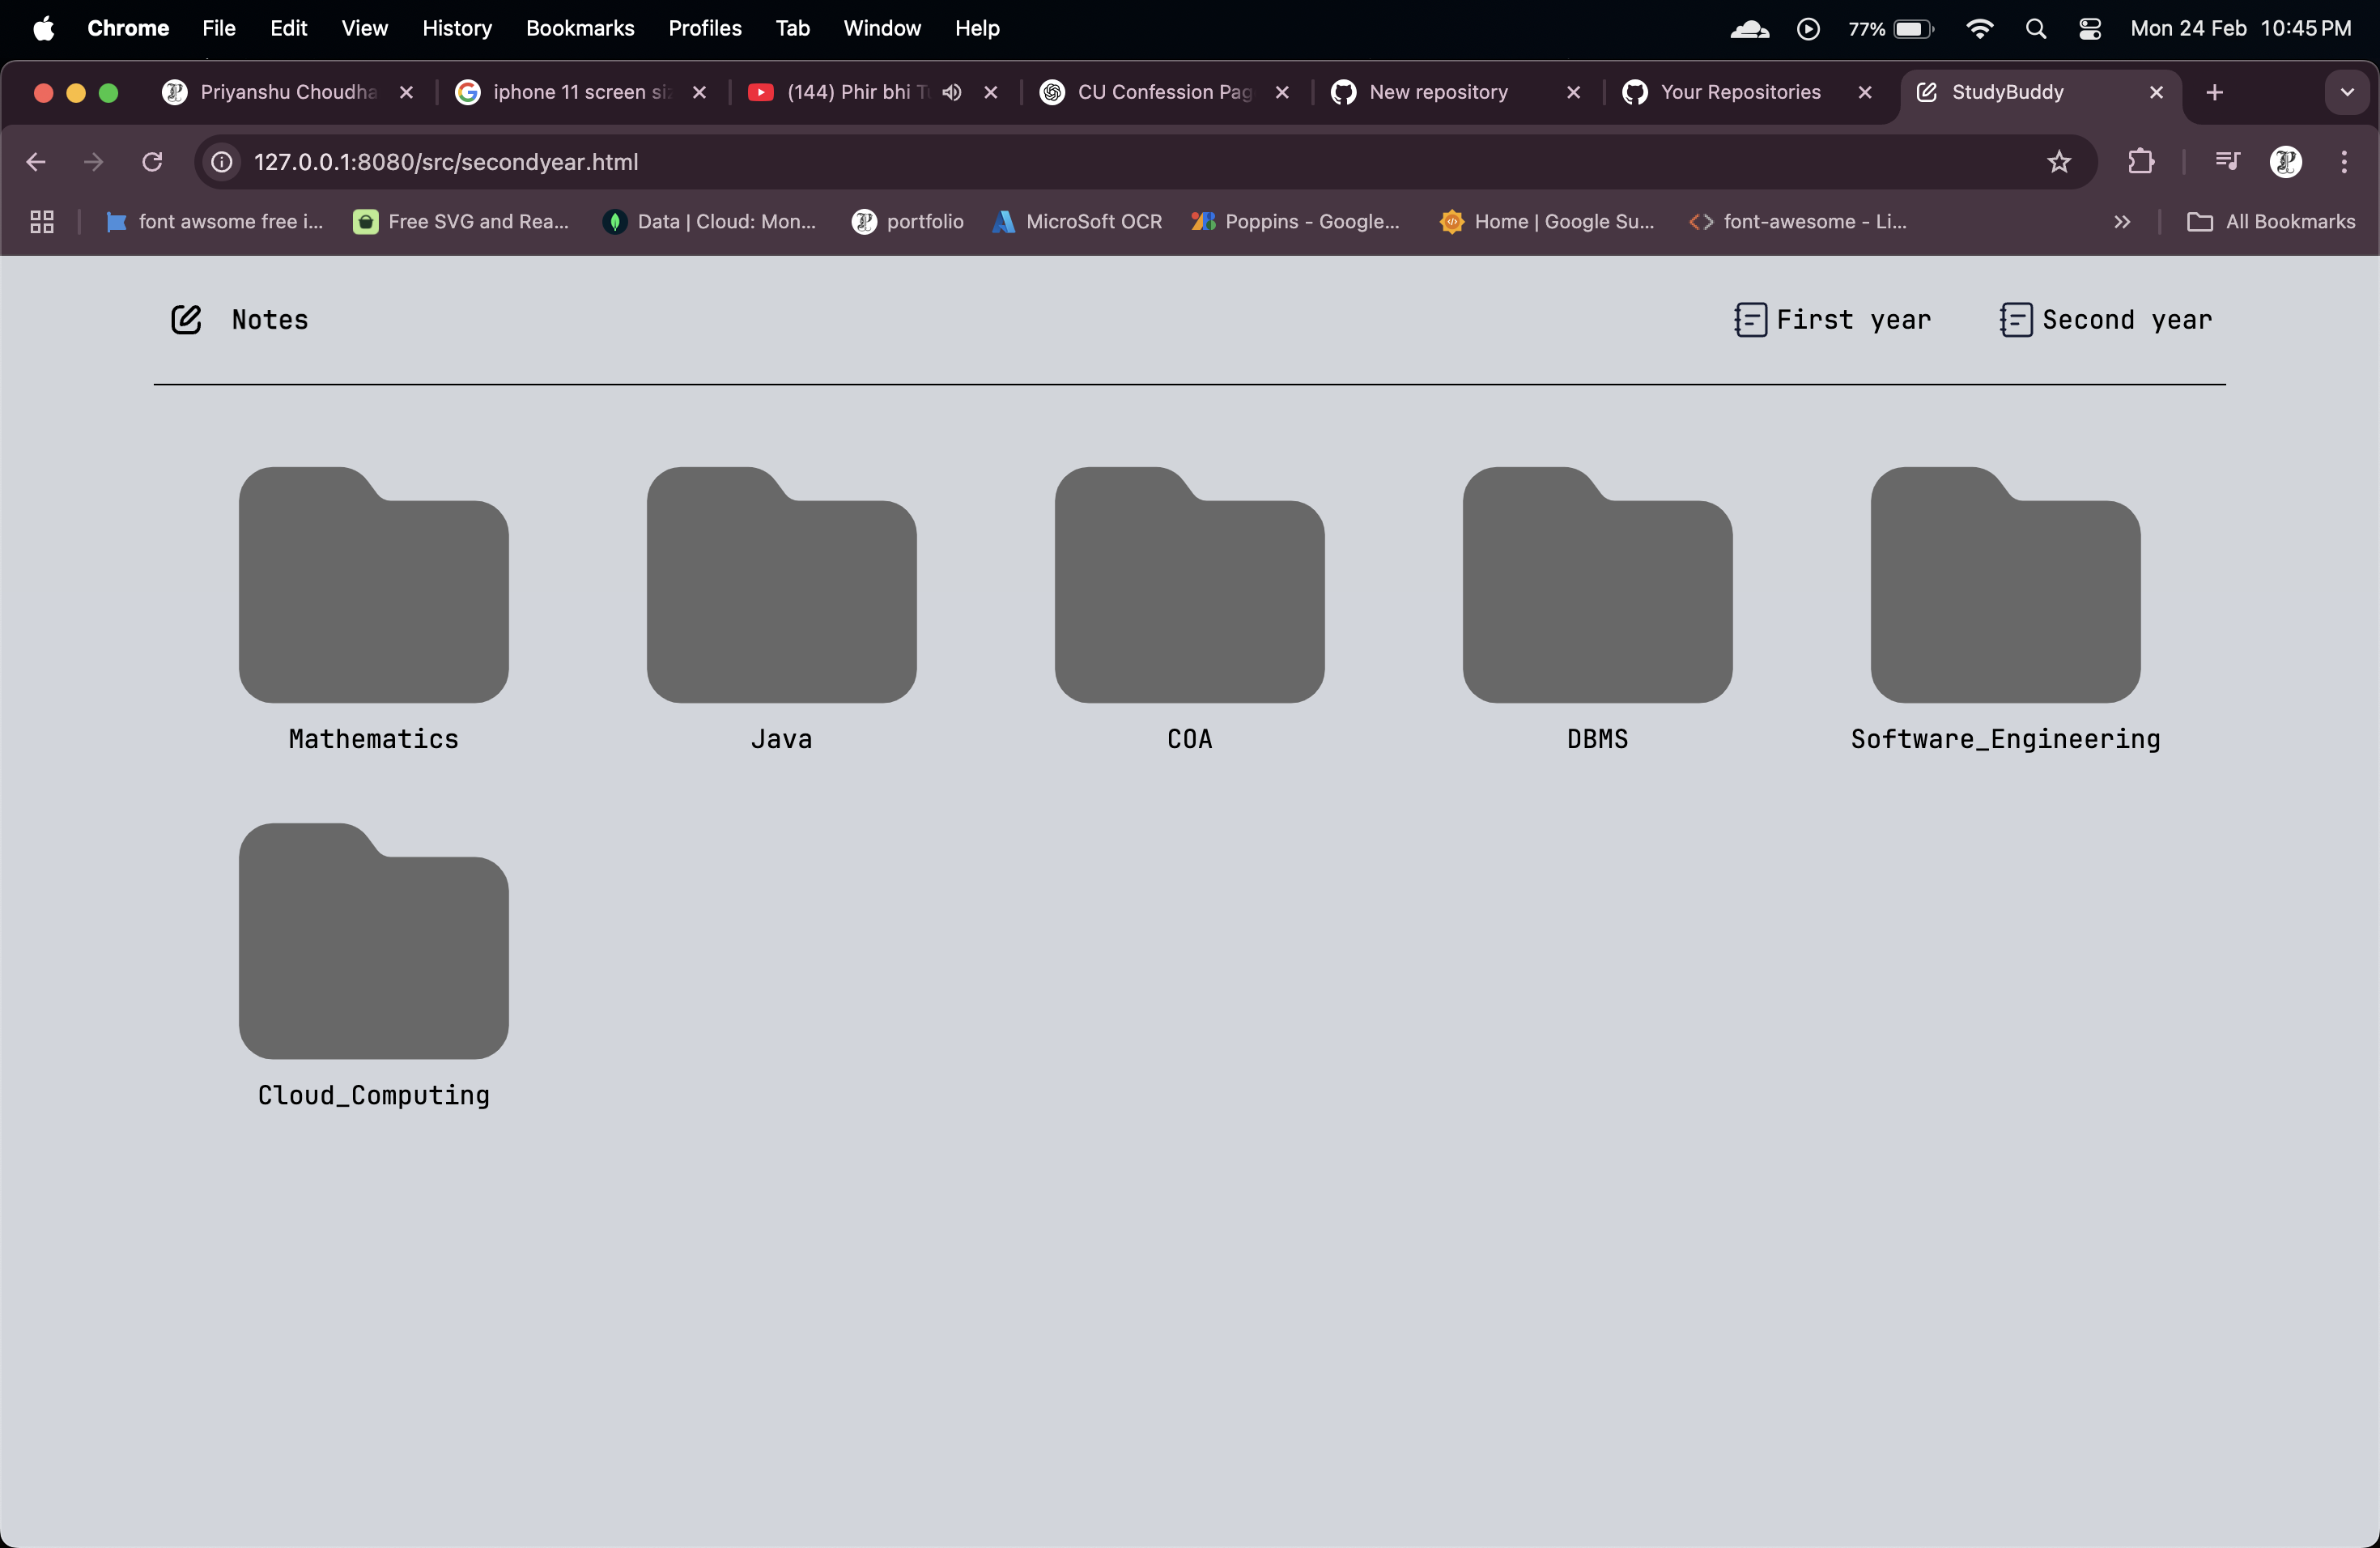 Chrome File Edit View History Bookmarks Profiles Tab Window Help 77% Mon 24 Feb 10:45 PM
Priyanshu Choudha iphone 11 screen siz (144) Phir bhi Tu CU Confession Pag New repository Your Repositories StudyBuddy
127.0.0.1:8080/src/secondyear.html
font awsome free i... Free SVG and Rea... Data | Cloud: Mon... portfolio MicroSoft OCR Poppins - Google... Home | Google Su... font-awesome - Li... All Bookmarks
Notes First year Second year
Mathematics Java COA DBMS Software_Engineering
Cloud_Computing